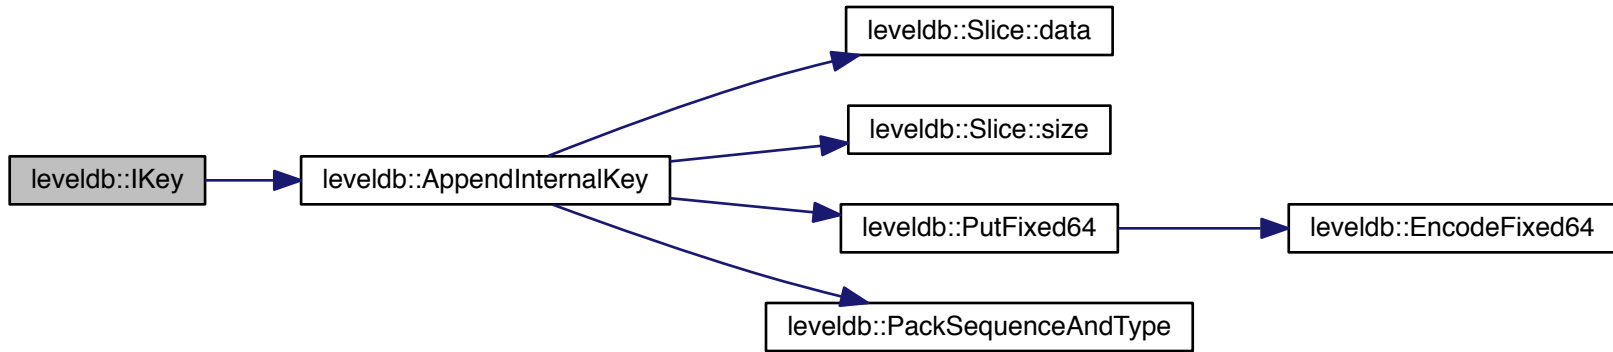 leveldb::IKey
leveldb::AppendInternalKey
leveldb::Slice::data
leveldb::Slice::size
leveldb::PutFixed64
leveldb::EncodeFixed64
leveldb::PackSequenceAndType